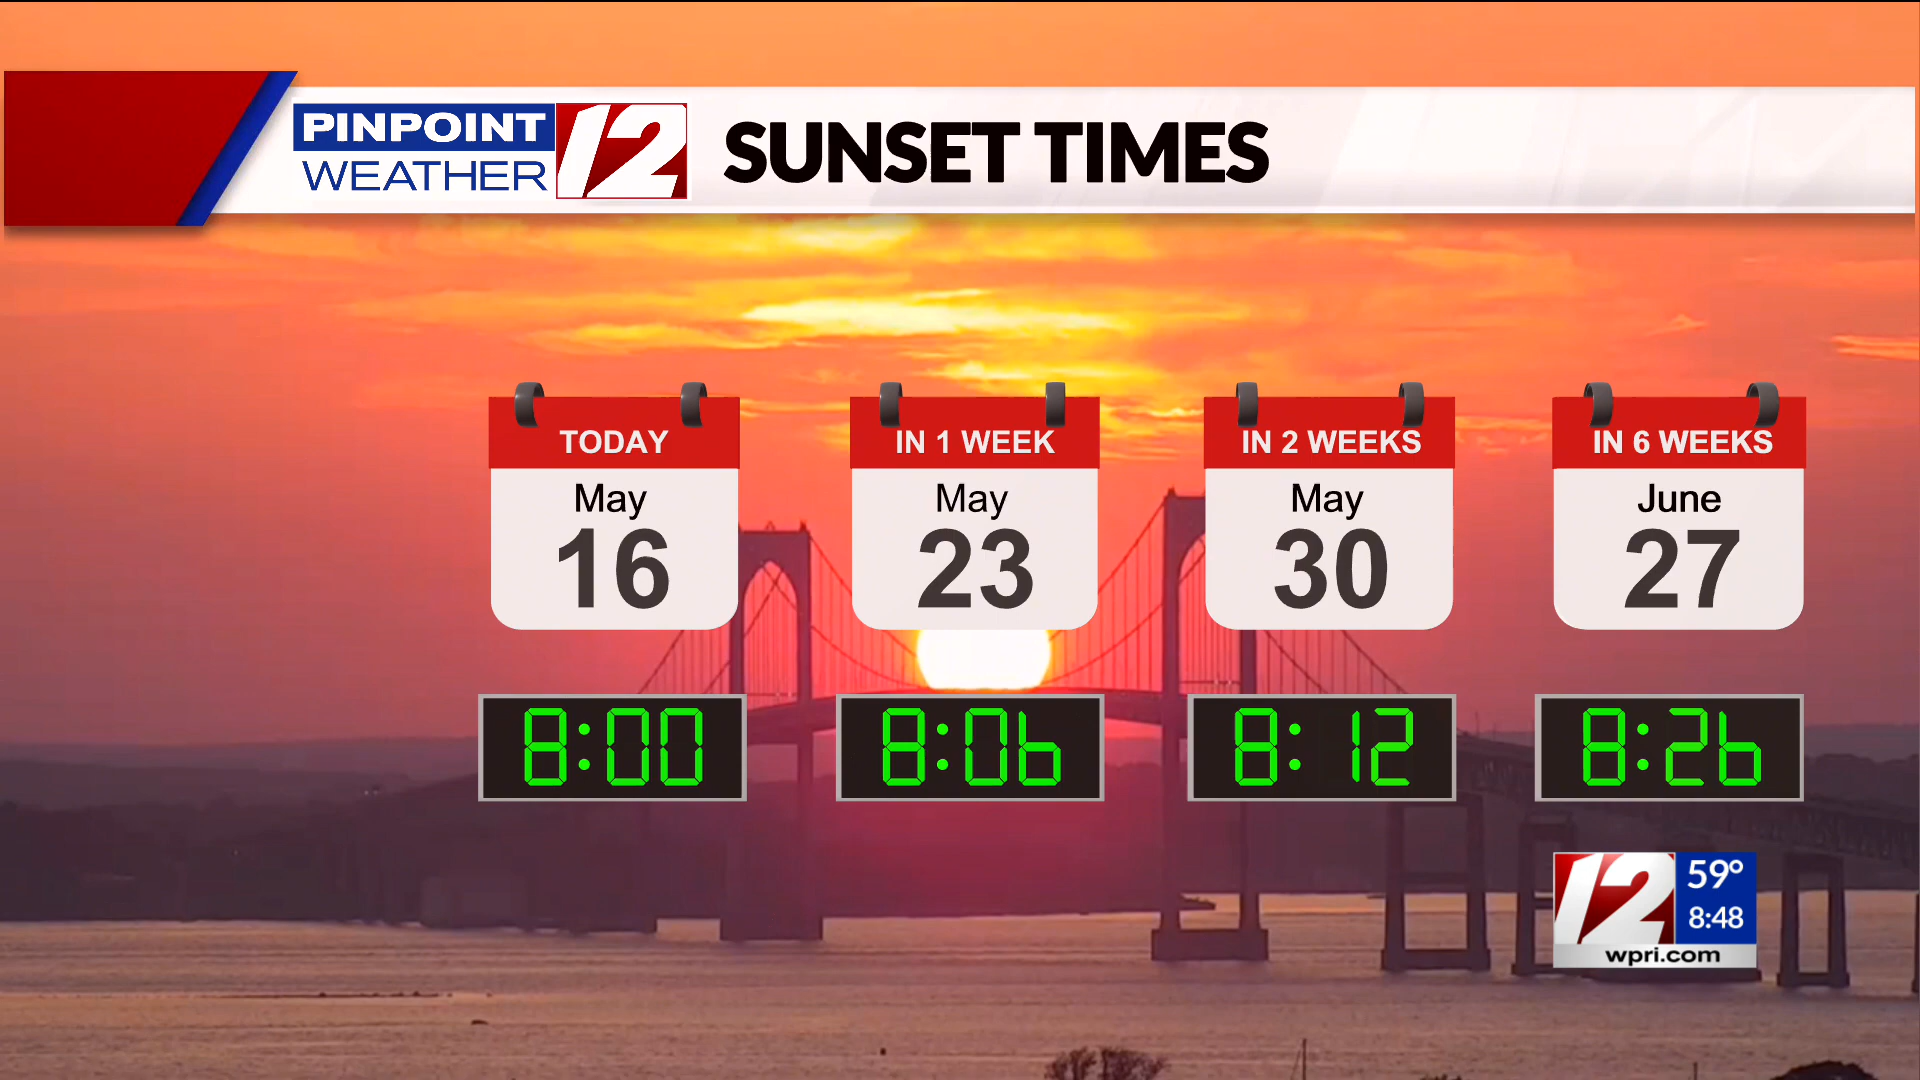 PINPOINT
WEATHER
12
SUNSET TIMES
TODAY
May
16
8:00
IN 1 WEEK
May
23
8:06
IN 2 WEEKS
May
30
8:12
IN 6 WEEKS
June
27
8:26
12
59°
8:48
wpri.com